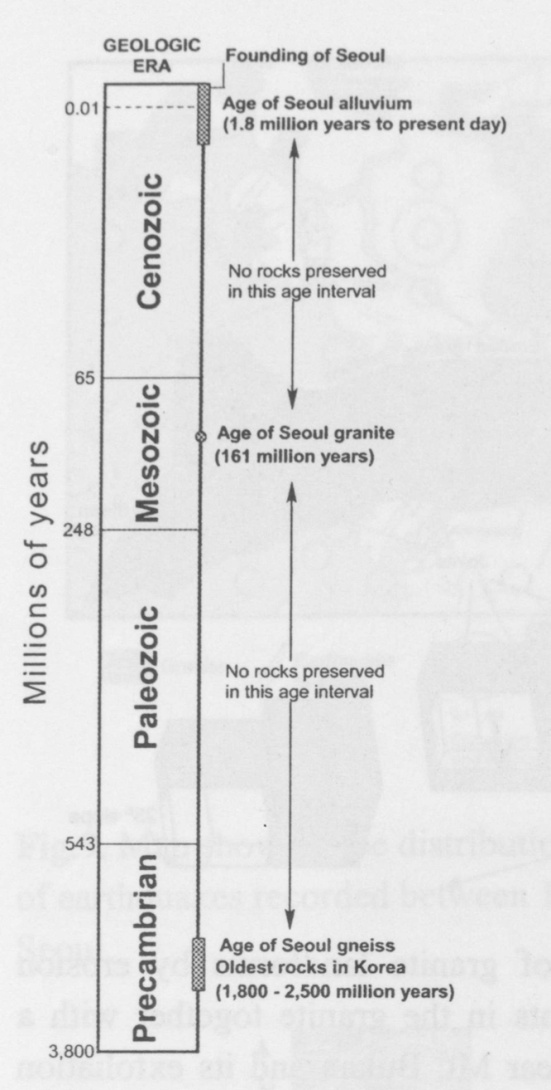 GEOLOGIC
ERA
Founding of Seoul
0.01
Age of Seoul alluvium
(1.8 million years to present day)
Cenozoic
No rocks preserved
in this age interval
65
Mesozoic
Age of Seoul granite
(161 million years)
Millions of years
248
Paleozoic
No rocks preserved
in this age interval
543
Precambrian
Age of Seoul gneiss
Oldest rocks in Korea
(1,800 - 2,500 million years)
3.800